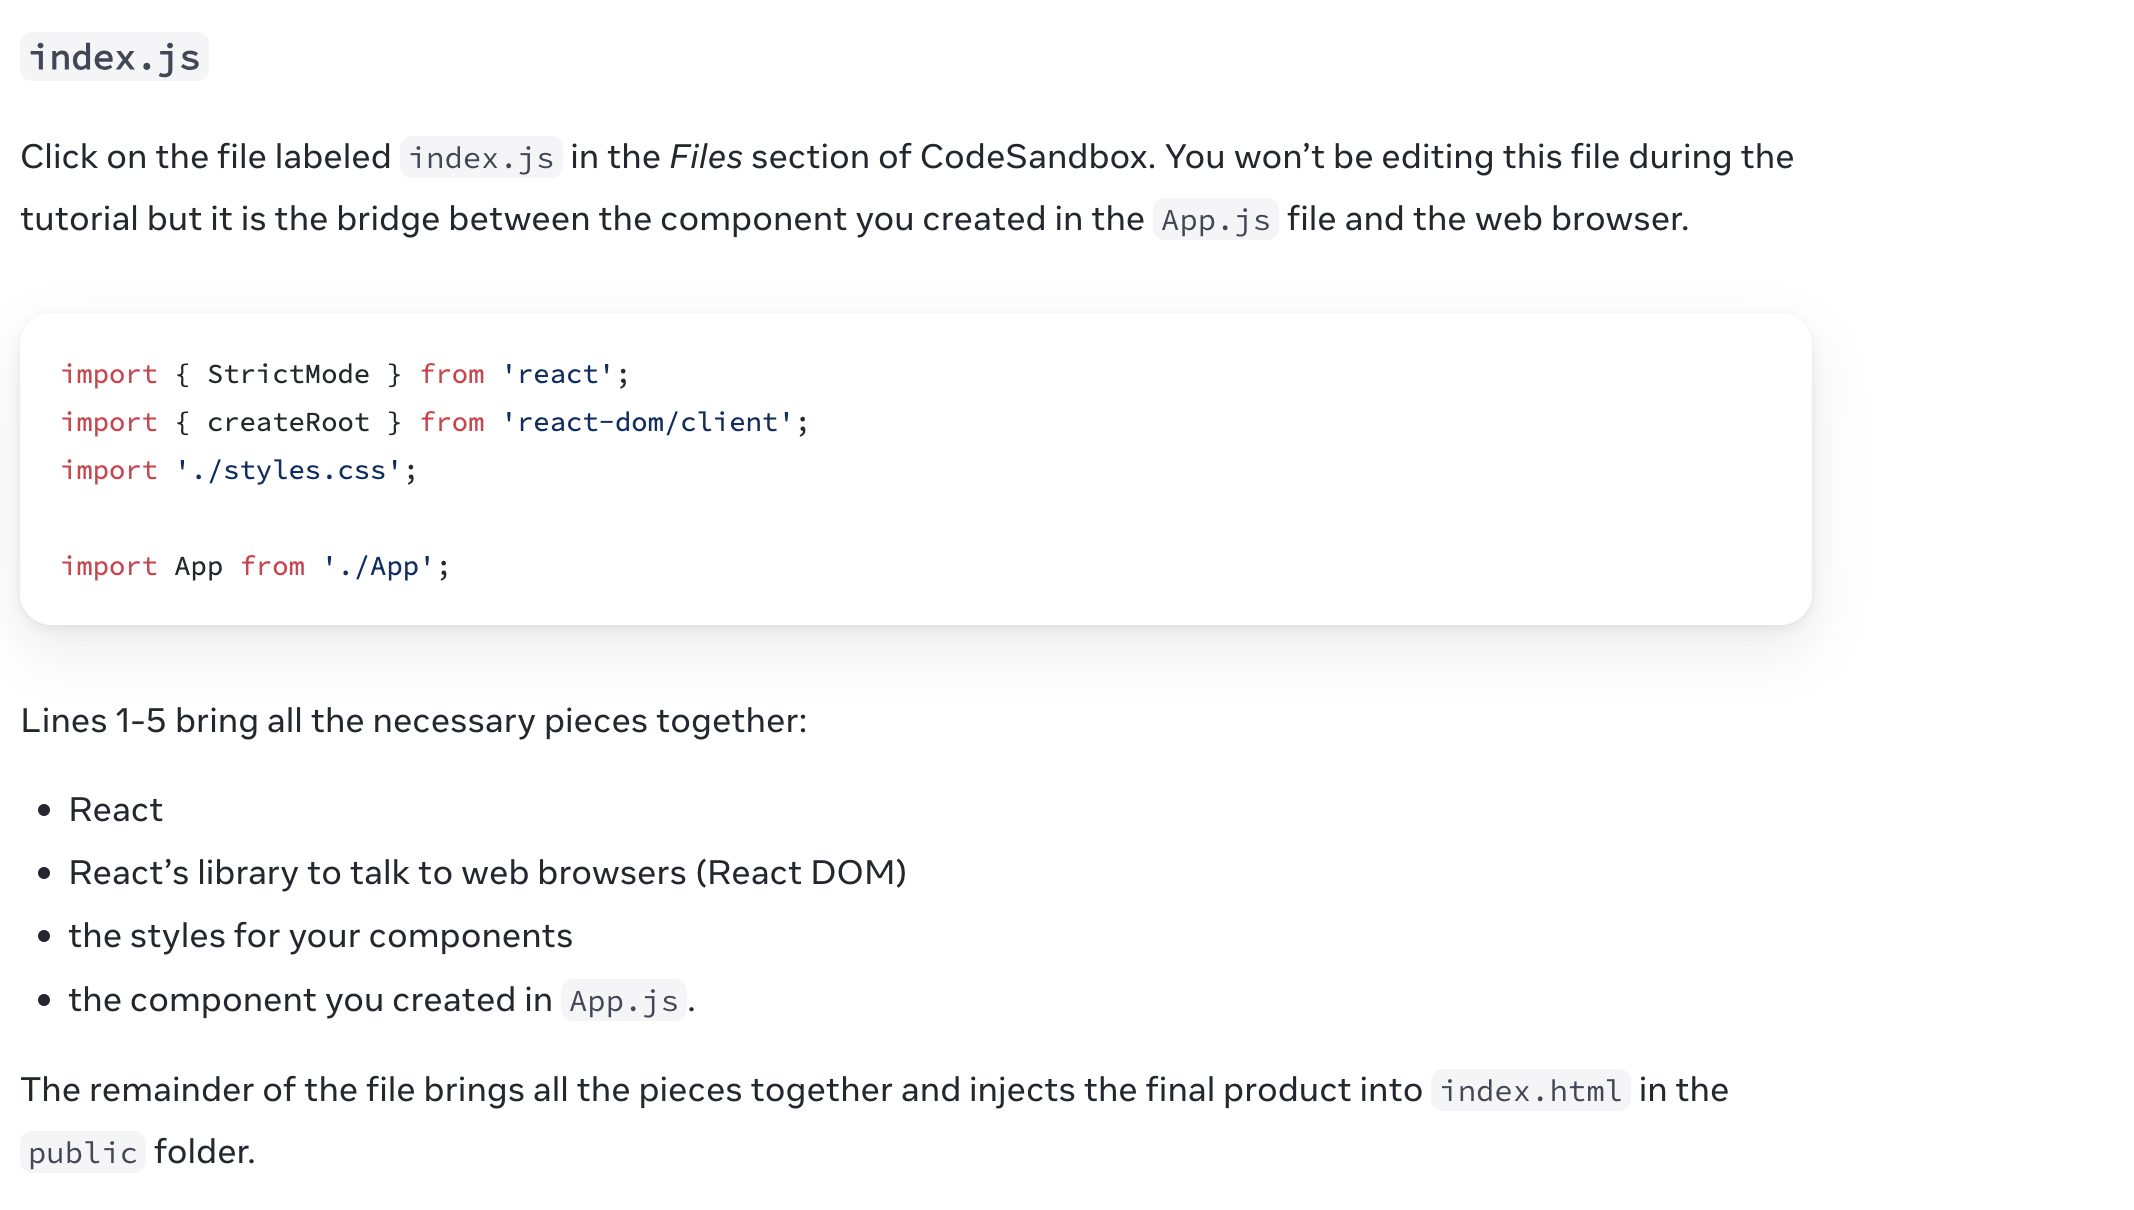 index.js
Click on the file labeled index.js in the Files section of CodeSandbox. You won’t be editing this file during the
tutorial but it is the bridge between the component you created in the App.js file and the web browser.
import { StrictMode } from 'react';
import { createRoot } from 'react-dom/client';
import './styles.css';
import App from './App';
Lines 1-5 bring all the necessary pieces together:
• React
• React’s library to talk to web browsers (React DOM)
• the styles for your components
• the component you created in App.js.
The remainder of the file brings all the pieces together and injects the final product into index.html in the
public folder.